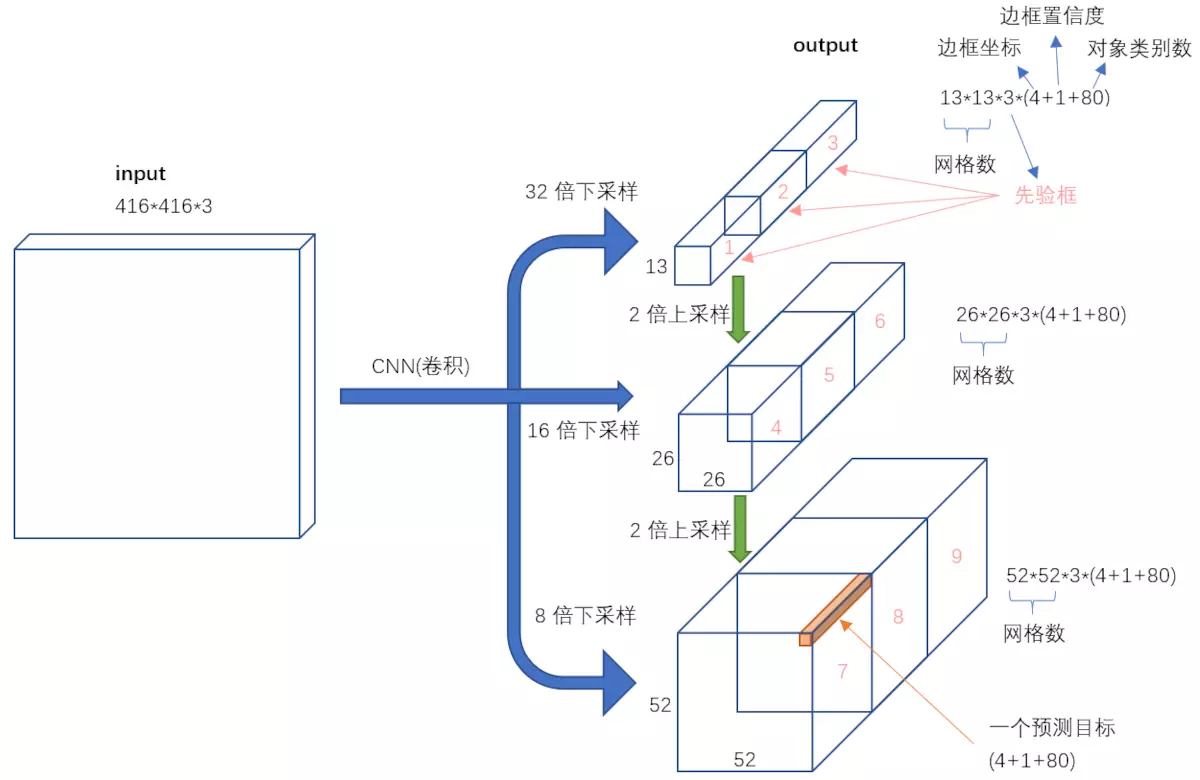 边框置信度
output
边框坐标
对象类别数
13*13*3*(4+1+80)
网格数
先验框
input
416*416*3
32 倍下采样
3
2
1
13
2 倍上采样
26*26*3*(4+1+80)
网格数
6
5
4
CNN(卷积)
16 倍下采样
26
26
2 倍上采样
9
8
7
52*52*3*(4+1+80)
网格数
8 倍下采样
52
52
一个预测目标
(4+1+80)